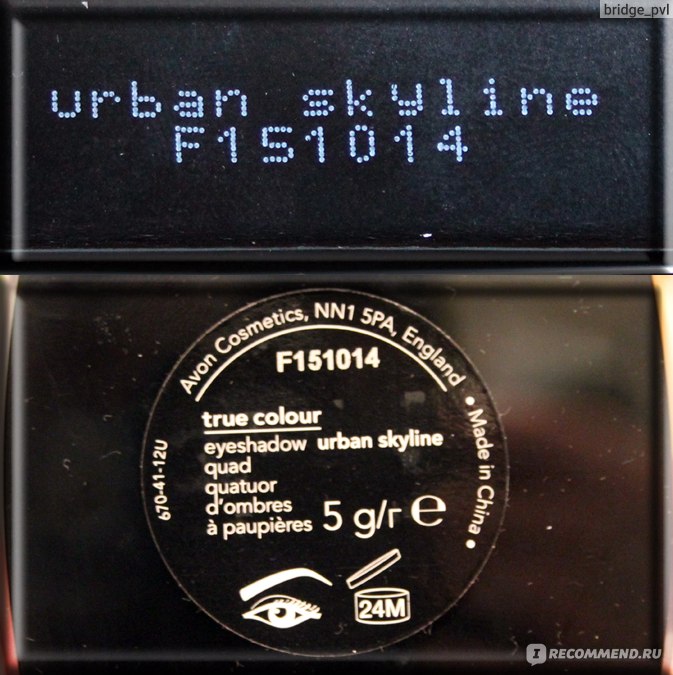 bridge_pvl
urban skyline
F151014
Avon Cosmetics, NN1 5PA, England
• Made in China •
F151014
true colour
eyeshadow urban skyline
quad
quatuor
d'ombres
à paupières
5 g/г e
670-41-12U
24M
IRECOMMEND.RU